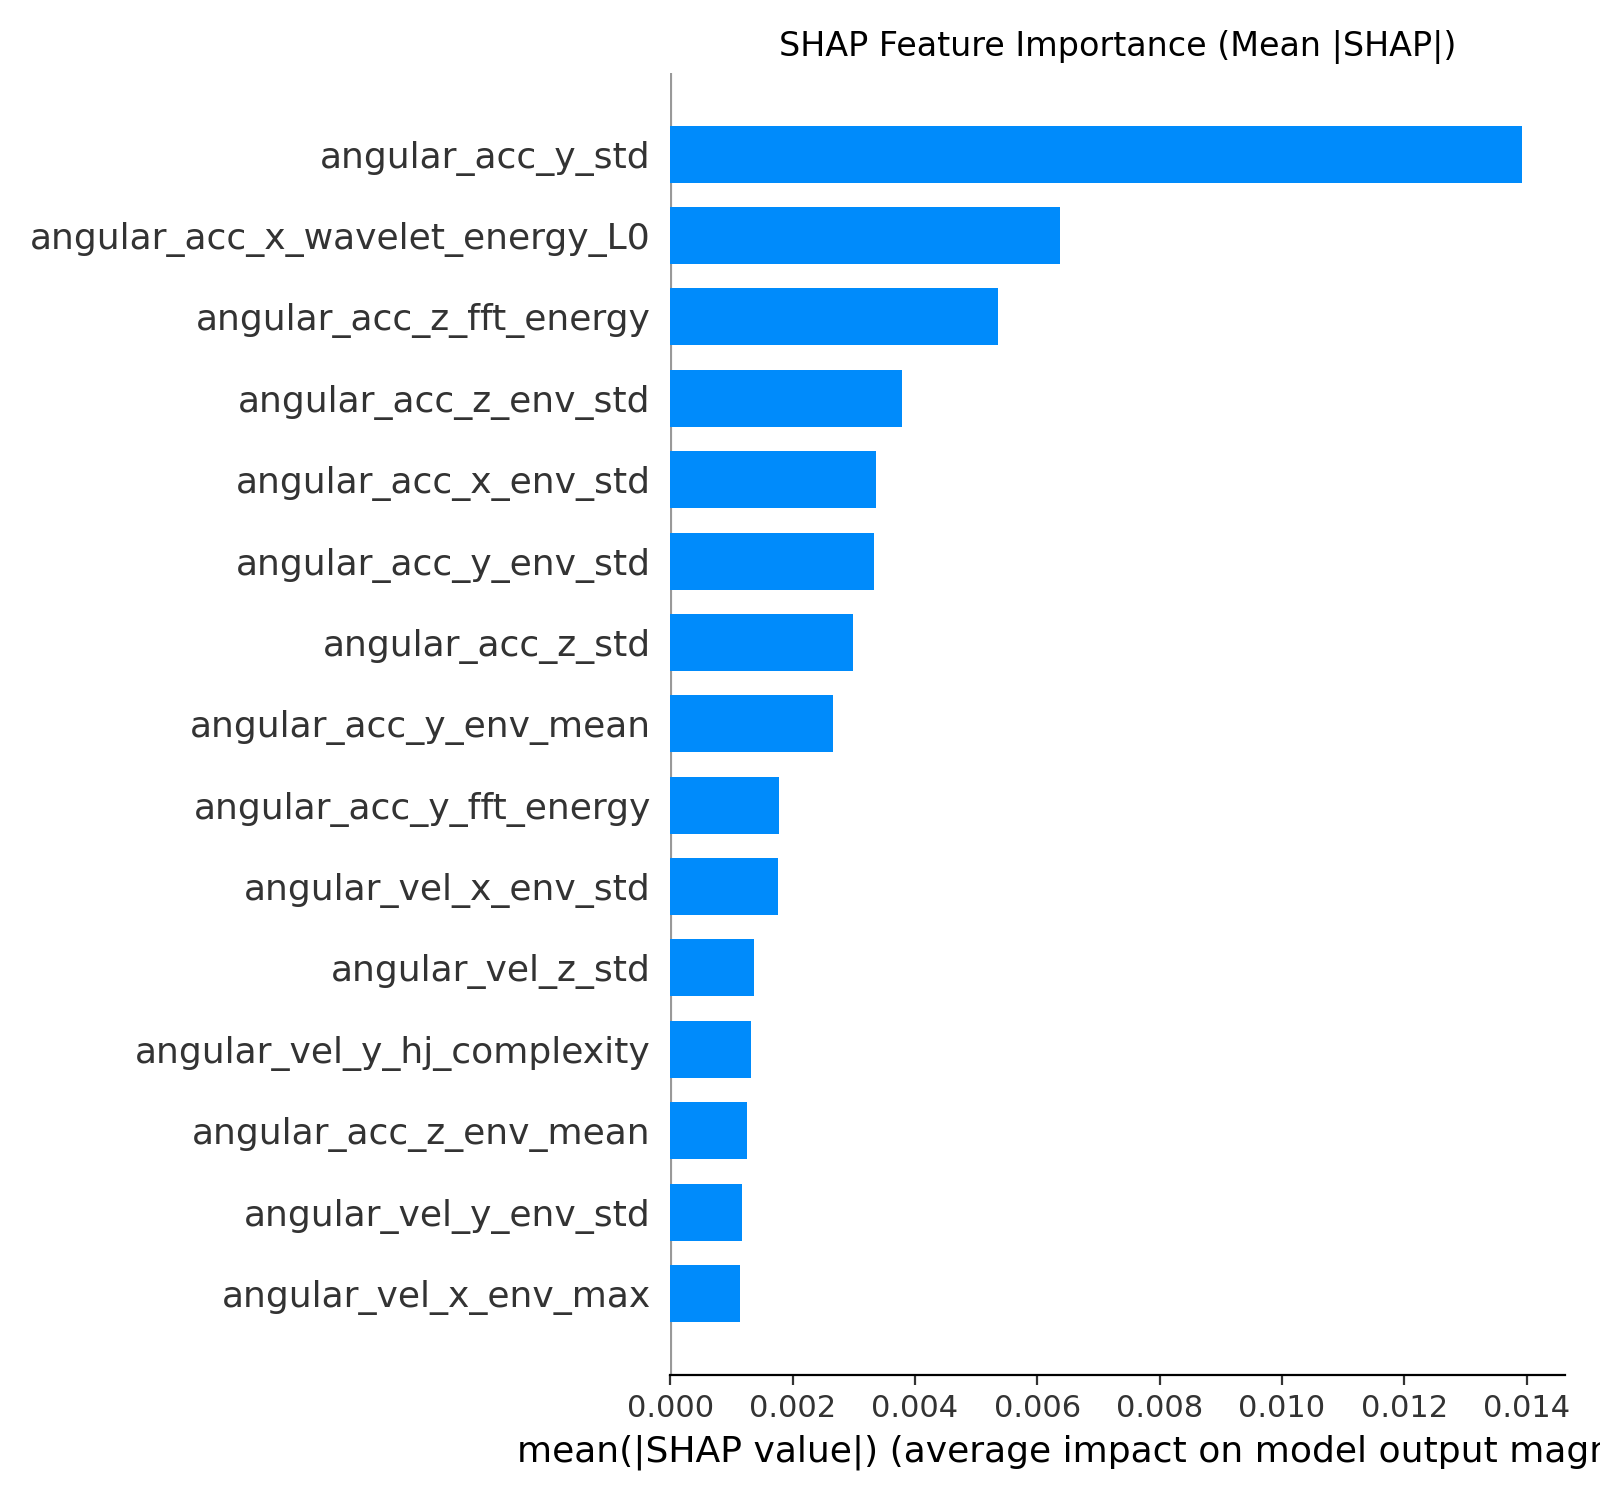 SHAP Feature Importance (Mean |SHAP|)
angular_acc_y_std
angular_acc_x_wavelet_energy_L0
angular_acc_z_fft_energy
angular_acc_z_env_std
angular_acc_x_env_std
angular_acc_y_env_std
angular_acc_z_std
angular_acc_y_env_mean
angular_acc_y_fft_energy
angular_vel_x_env_std
angular_vel_z_std
angular_vel_y_hj_complexity
angular_acc_z_env_mean
angular_vel_y_env_std
angular_vel_x_env_max
0.000 0.002 0.004 0.006 0.008 0.010 0.012 0.014
mean(|SHAP value|) (average impact on model output